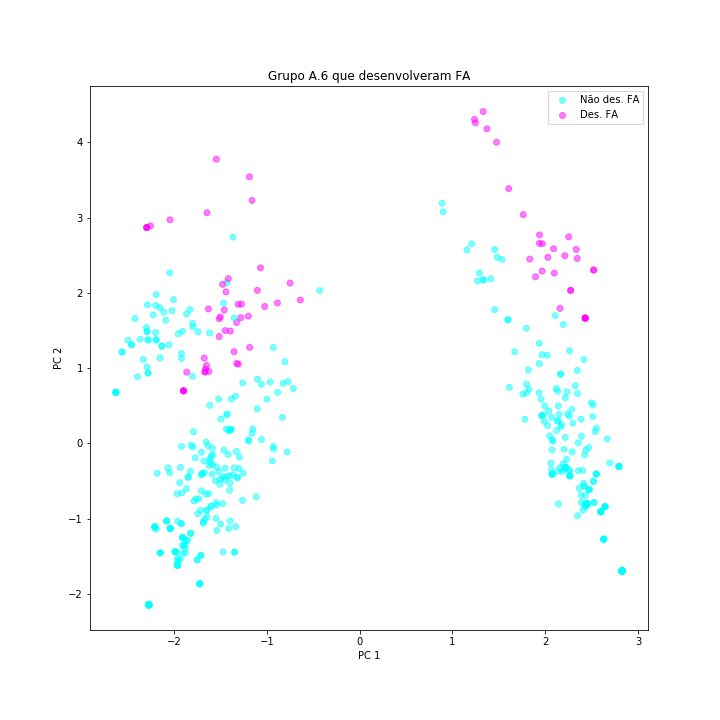 Grupo A.6 que desenvolveram FA
Não des. FA
Des. FA
4
3
2
1
0
−1
−2
PC 2
−2 −1 0 1 2 3
PC 1